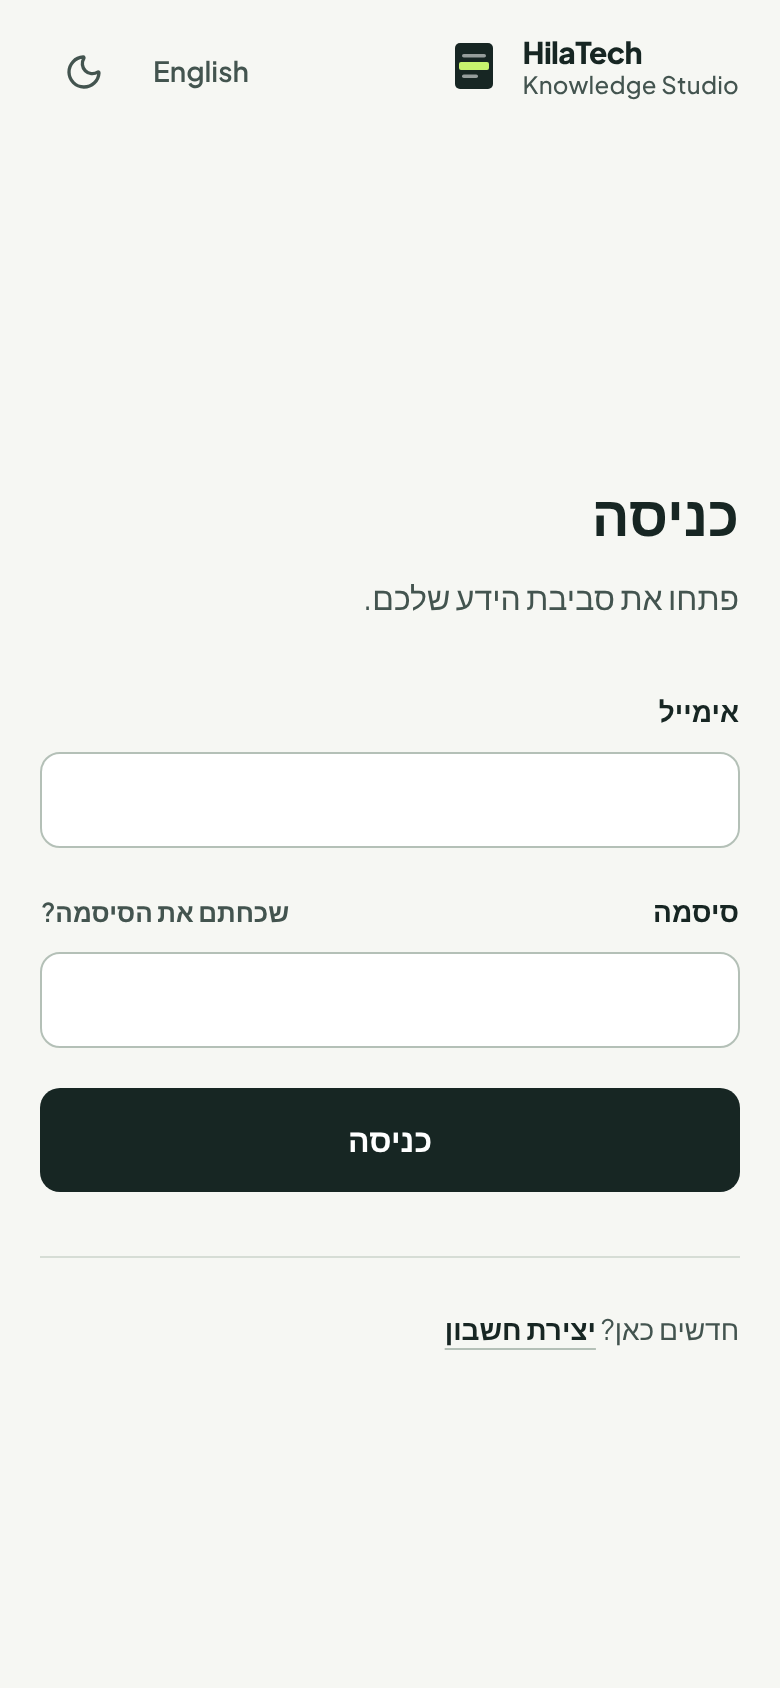 HilaTech
Knowledge Studio
English
כניסה
פתחו את סביבת הידע שלכם.
אימייל
סיסמה
שכחתם את הסיסמה?
כניסה
חדשים כאן? יצירת חשבון